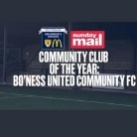 sunday
mail
COMMUNITY CLUB
OF THE YEAR:
BO'NESS UNITED COMMUNITY FC